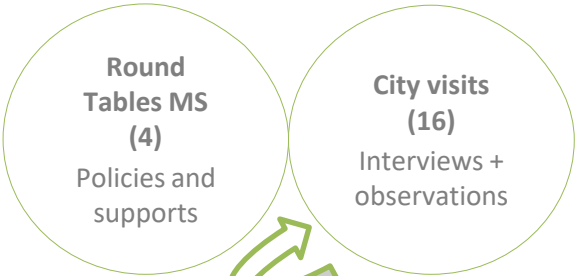 Round
Tables MS
(4)
Policies and
supports
City visits
(16)
Interviews +
observations